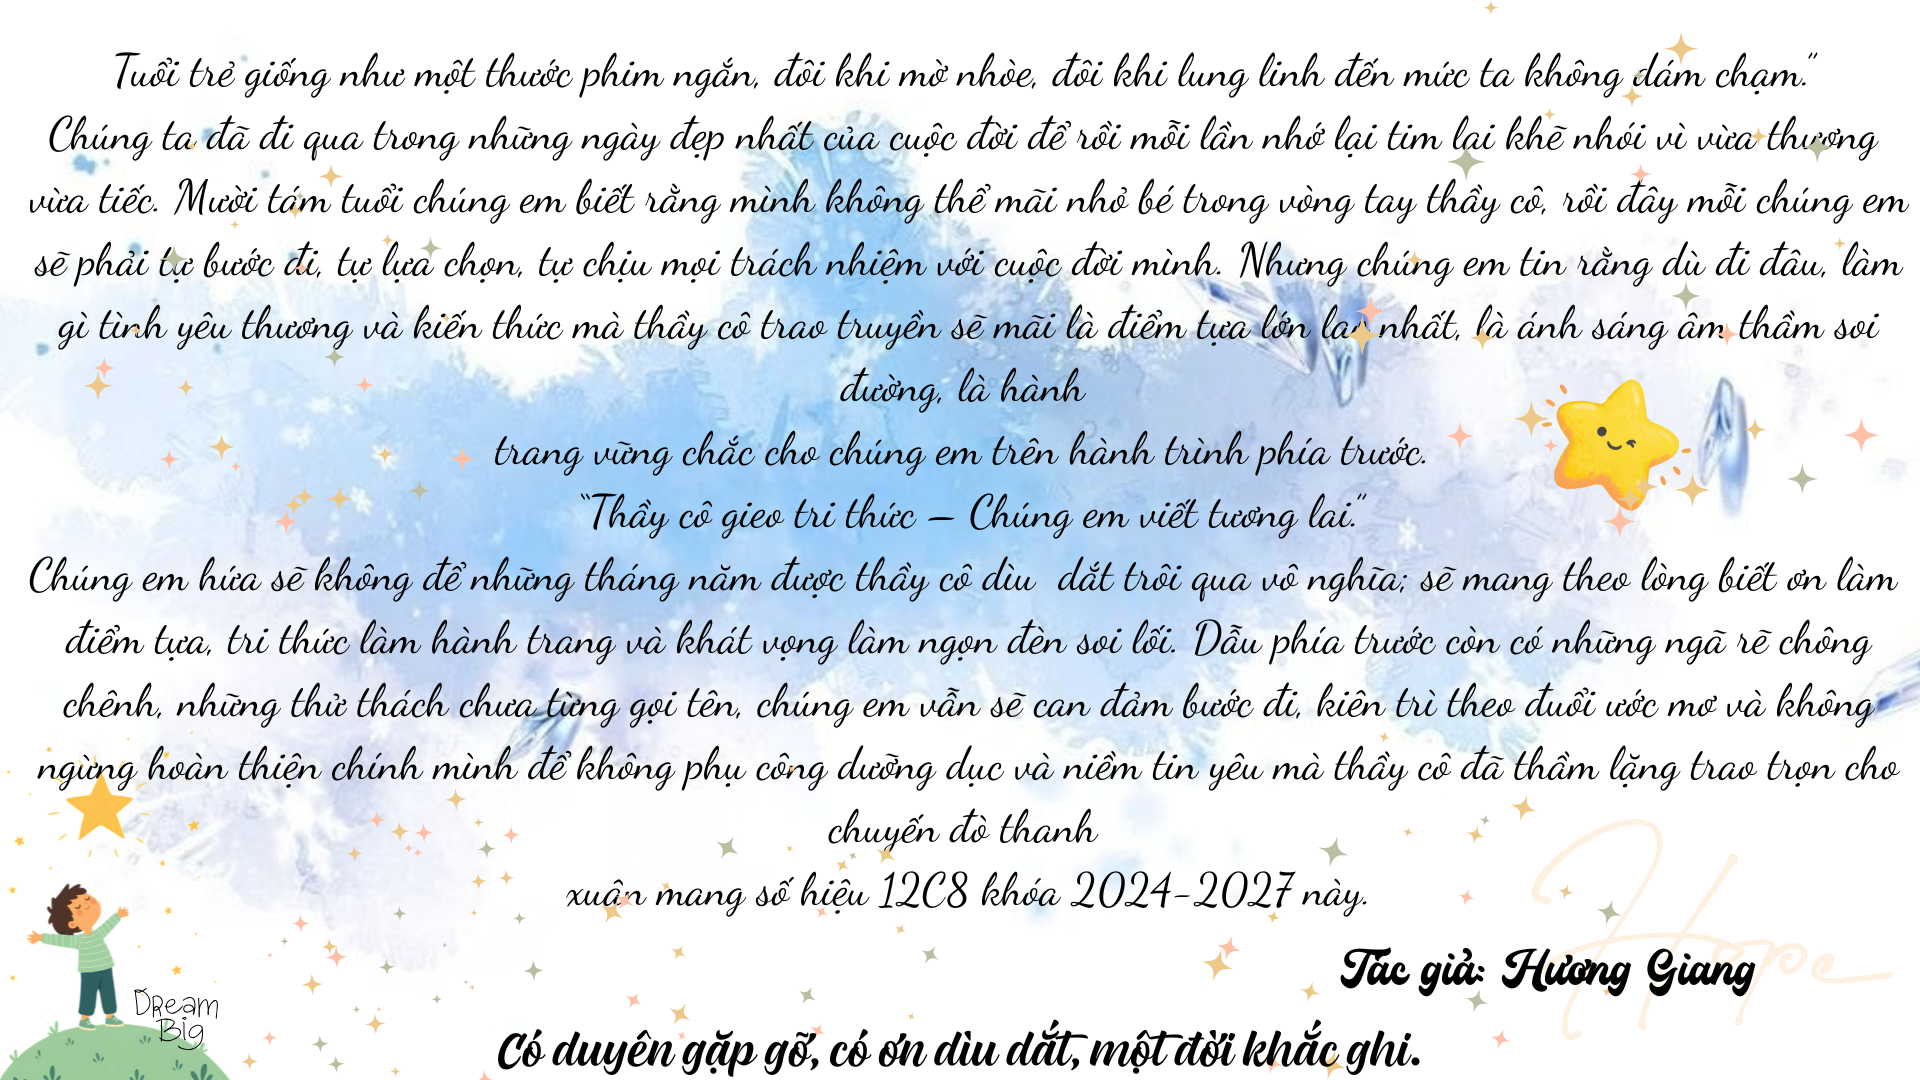 Tuổi trẻ giống như một thước phim ngắn, đôi khi mờ nhòe, đôi khi lung linh đến mức ta không dám chạm.”
Chúng ta đã đi qua trong những ngày đẹp nhất của cuộc đời để rồi mỗi lần nhớ lại tim lại khẽ nhói vì vừa thương
vừa tiếc. Mười tám tuổi chúng em biết rằng mình không thể mãi nhỏ bé trong vòng tay thầy cô, rồi đây mỗi chúng em
sẽ phải tự bước đi, tự lựa chọn, tự chịu mọi trách nhiệm với cuộc đời mình. Nhưng chúng em tin rằng dù đi đâu, làm
gì tình yêu thương và kiến thức mà thầy cô trao truyền sẽ mãi là điểm tựa lớn lao nhất, là ánh sáng âm thầm soi
đường, là hành
trang vững chắc cho chúng em trên hành trình phía trước.
“Thầy cô gieo tri thức – Chúng em viết tương lai.”
Chúng em hứa sẽ không để những tháng năm được thầy cô dìu  dắt trôi qua vô nghĩa; sẽ mang theo lòng biết ơn làm
điểm tựa, tri thức làm hành trang và khát vọng làm ngọn đèn soi lối. Dẫu phía trước còn có những ngã rẽ chông
chênh, những thử thách chưa từng gọi tên, chúng em vẫn sẽ can đảm bước đi, kiên trì theo đuổi ước mơ và không
ngừng hoàn thiện chính mình để không phụ công dưỡng dục và niềm tin yêu mà thầy cô đã thầm lặng trao trọn cho
chuyến đò thanh
xuân mang số hiệu 12C8 khóa 2024-2027 này.
Hope
Tác giả: Hương Giang
Dream
Big
Có duyên gặp gỡ, có ơn dìu dắt, một đời khắc ghi.